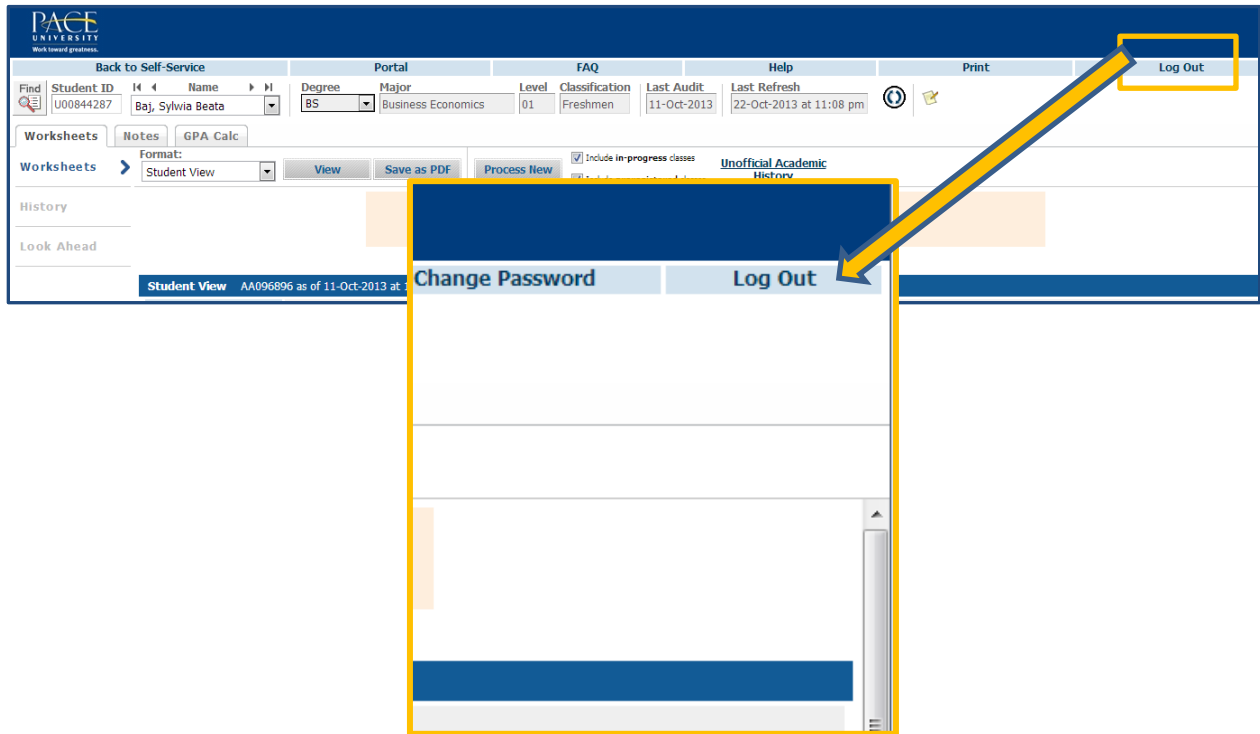 PACE
UNIVERSITY
Work toward greatness.
Back to Self-Service Portal FAQ Help Print Log Out
Find Student ID Name Degree Major Level Classification Last Audit Last Refresh
U00844287 Baj, Sylwia Beata BS Business Economics 01 Freshmen 11-Oct-2013 22-Oct-2013 at 11:08 pm
Worksheets Notes GPA Calc
Worksheets Format: Student View View Save as PDF Process New Include in-progress classes Unofficial Academic History
History
Look Ahead
Student View AA096896 as of 11-Oct-2013 at
Change Password Log Out